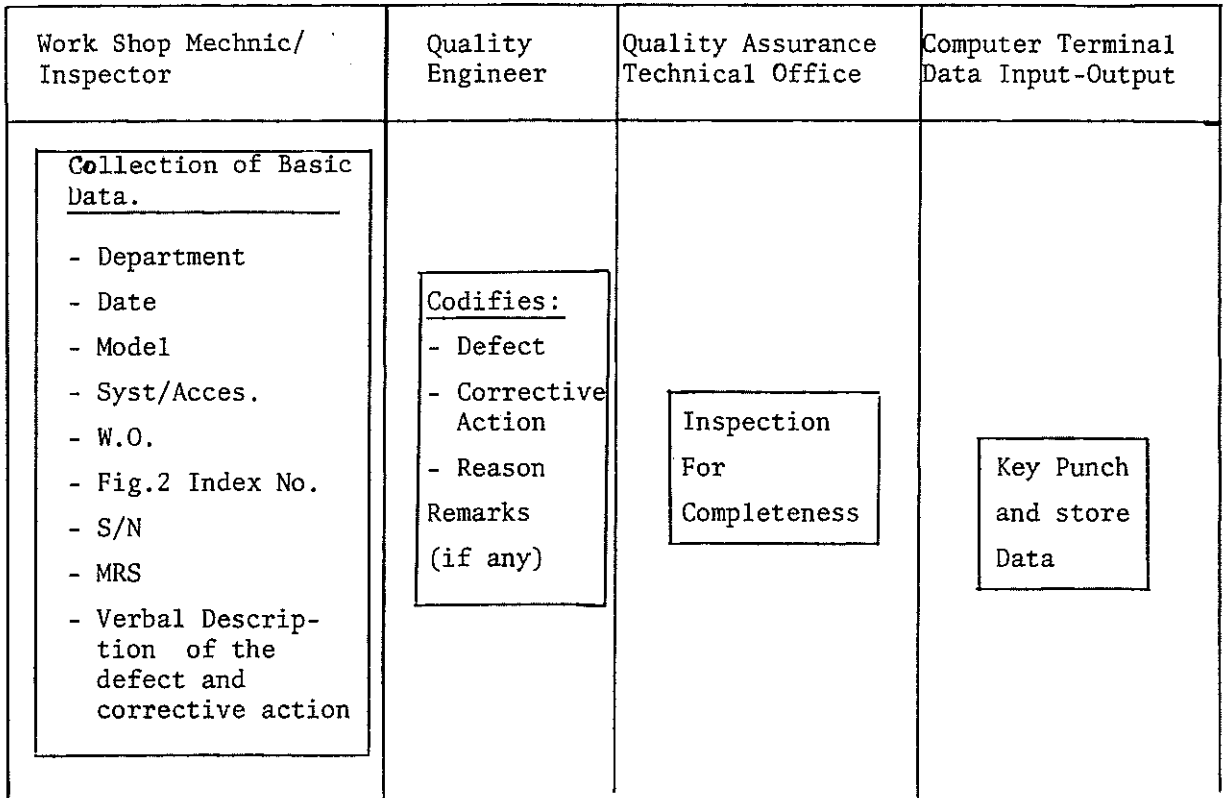 Work Shop Mechnic/
Inspector
Quality
Engineer
Quality Assurance
Technical Office
Computer Terminal
Data Input-Output
Collection of Basic
Data.
- Department
- Date
- Model
- Syst/Acces.
- W.O.
- Fig.2 Index No.
- S/N
- MRS
- Verbal Descrip-
tion of the
defect and
corrective action
Codifies:
- Defect
- Corrective
Action
- Reason
Remarks
(if any)
Inspection
For
Completeness
Key Punch
and store
Data